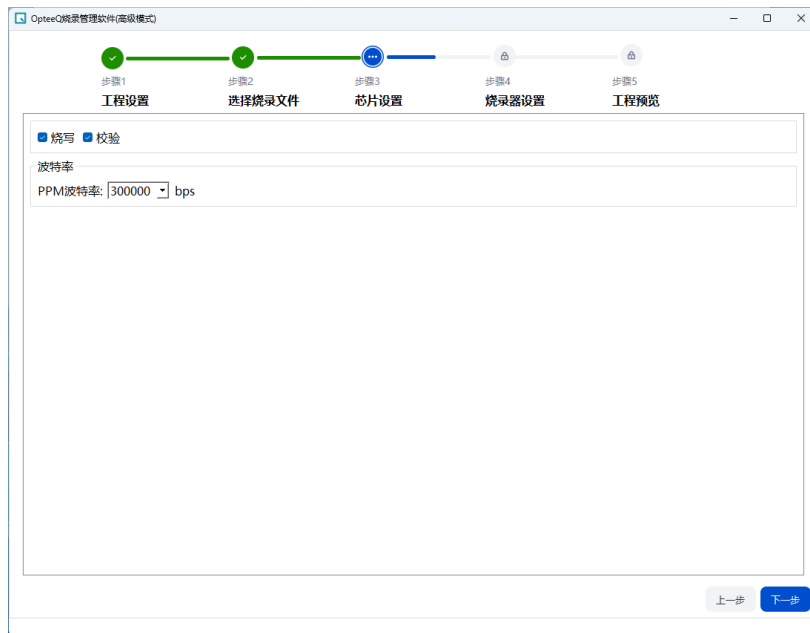 OpteeQ烧录管理软件(高级模式)
步骤1 步骤2 步骤3 步骤4 步骤5
工程设置 选择烧录文件 芯片设置 烧录器设置 工程预览
烧写 校验
波特率
PPM波特率: 300000 bps
上一步 下一步